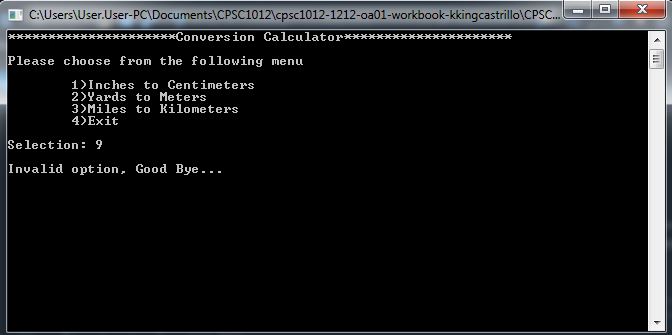 C:\Users\User.User-PC\Documents\CPSC1012\cpsc1012-1212-oa01-workbook-kkingcastrillo\CPSC...
*********************Conversion Calculator*********************
Please choose from the following menu
1)Inches to Centimeters
2)Yards to Meters
3)Miles to Kilometers
4)Exit
Selection: 9
Invalid option, Good Bye...